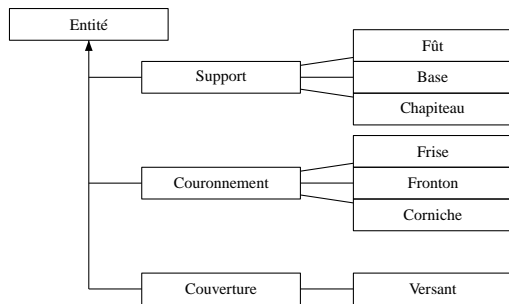 Entité
Fût
Support
Base
Chapiteau
Frise
Couronnement
Fronton
Corniche
Couverture
Versant